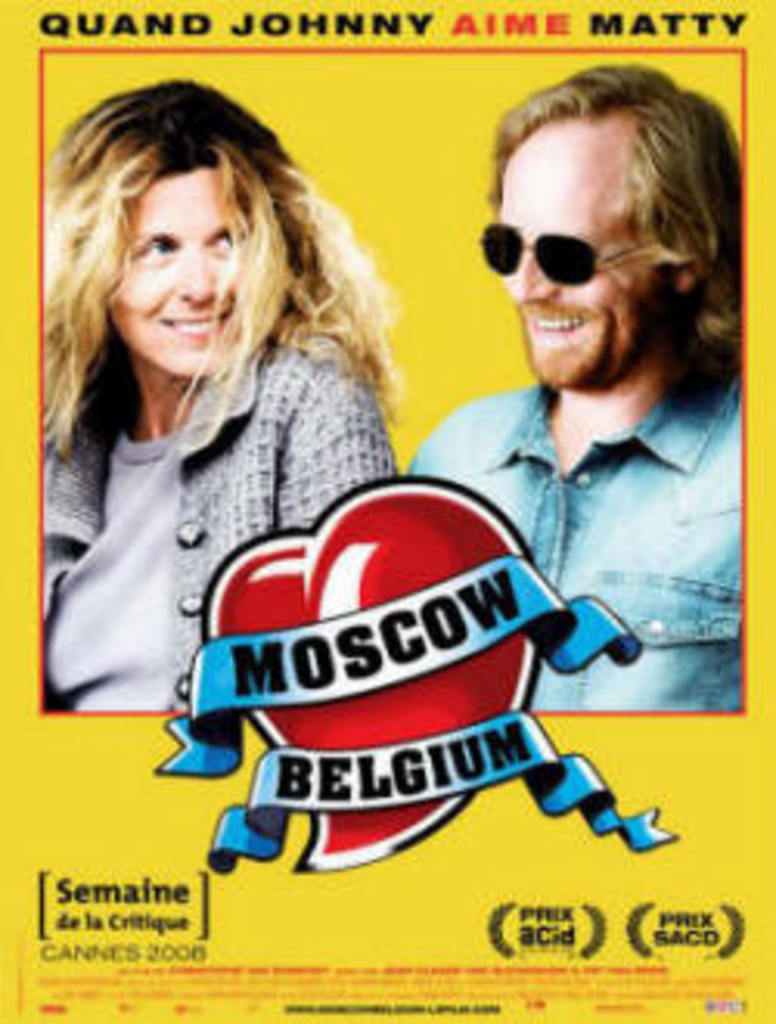 QUAND JOHNNY AIME MATTY
MOSCOW
BELGIUM
Semaine
de la Critique
CANNES 2008
PRIX
acid
PRIX
SACD